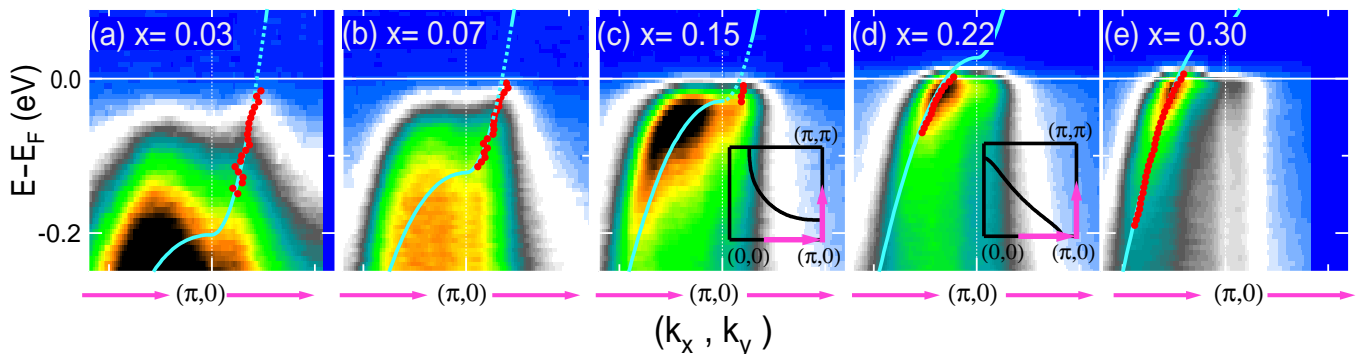 (a) x= 0.03
(b) x= 0.07
(c) x= 0.15
(d) x= 0.22
(e) x= 0.30
E−E_F (eV)
0.0
-0.2
(π,π)
(0,0)
(π,0)
(π,π)
(0,0)
(π,0)
(π,0)
(π,0)
(π,0)
(π,0)
(π,0)
(k_x , k_y )